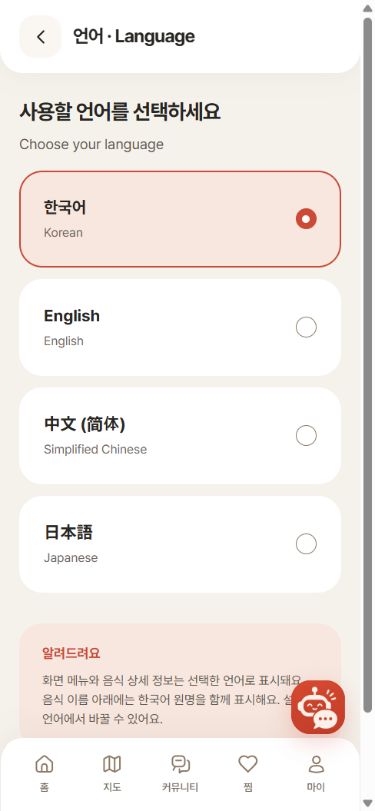 언어 · Language
사용할 언어를 선택하세요
Choose your language
한국어
Korean
English
English
中文 (简体)
Simplified Chinese
日本語
Japanese
알려드려요
화면 메뉴와 음식 상세 정보는 선택한 언어로 표시돼요.
음식 이름 아래에는 한국어 원명을 함께 표시해요.
언어에서 바꿀 수 있어요.
홈
지도
커뮤니티
찜
마이